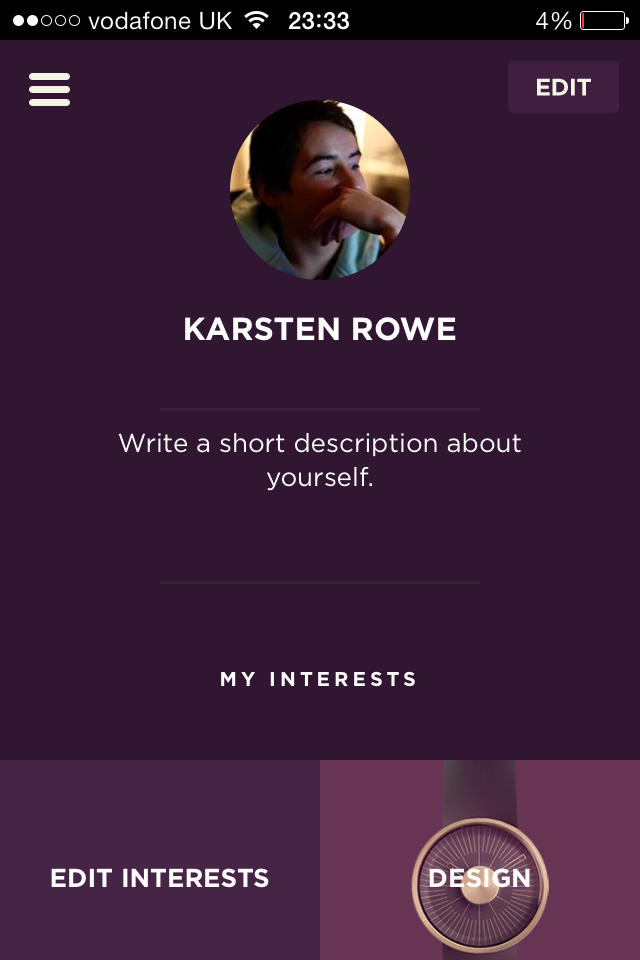 vodafone UK 23:33 4%
EDIT
KARSTEN ROWE
Write a short description about
yourself.
MY INTERESTS
EDIT INTERESTS
DESIGN